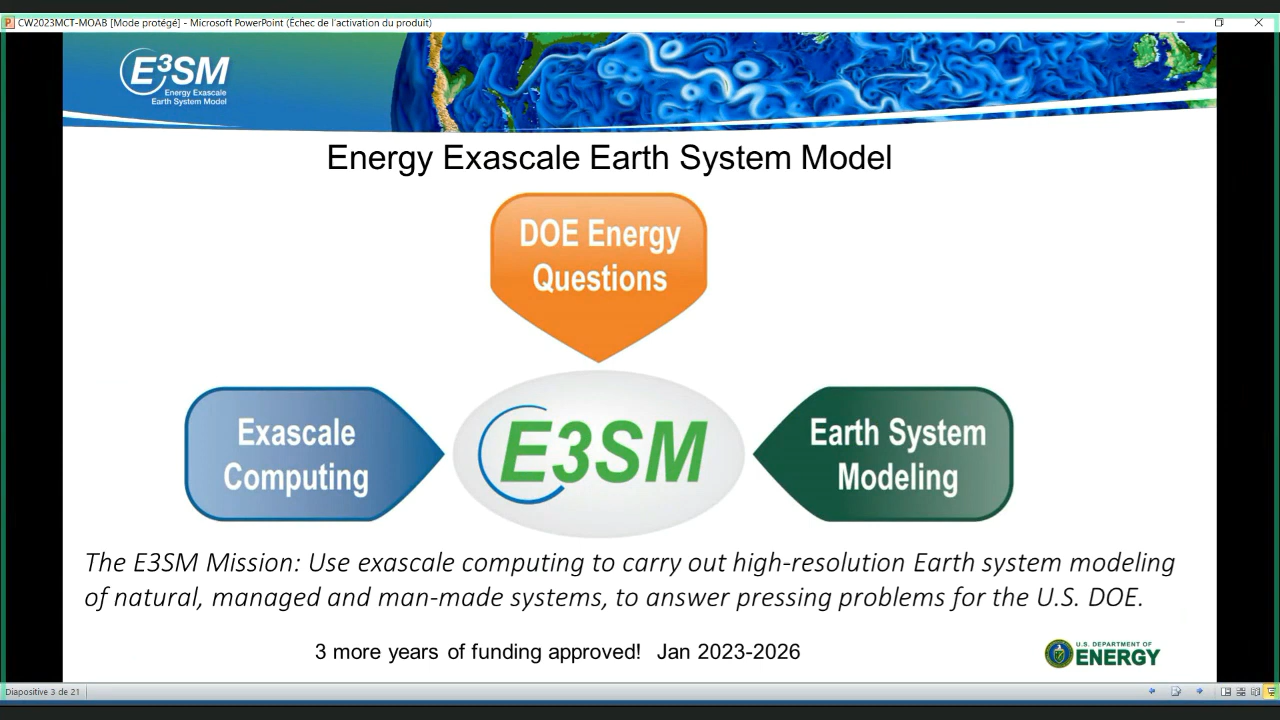 CW2023MCT-MOAB [Mode protégé] - Microsoft PowerPoint (Échec de l'activation du produit)
E3SM
Energy Exascale
Earth System Model
Energy Exascale Earth System Model
DOE Energy
Questions
Exascale
Computing
E3SM
Earth System
Modeling
The E3SM Mission: Use exascale computing to carry out high-resolution Earth system modeling
of natural, managed and man-made systems, to answer pressing problems for the U.S. DOE.
3 more years of funding approved! Jan 2023-2026
U.S. DEPARTMENT OF
ENERGY
Diapositive 3 de 21